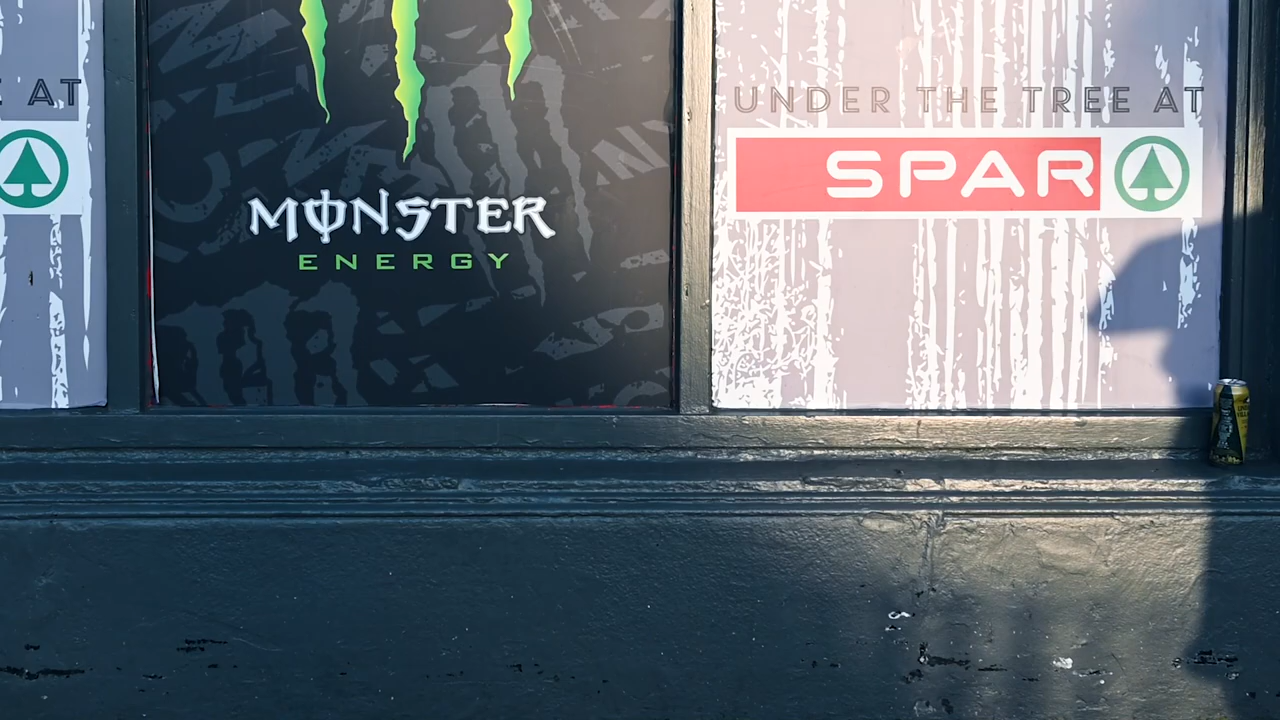 E AT
MONSTER
ENERGY
UNDER THE TREE AT
SPAR